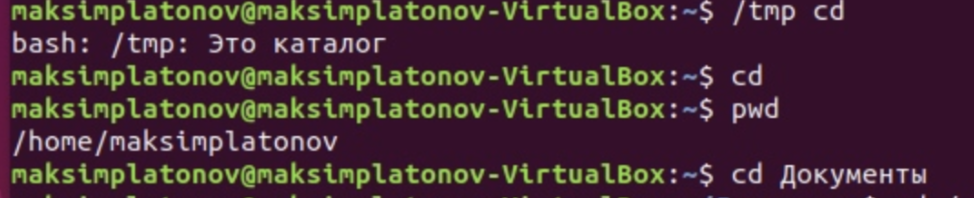 maksimplatonov@maksimplatonov-VirtualBox:~$ /tmp cd
bash: /tmp: Это каталог
maksimplatonov@maksimplatonov-VirtualBox:~$ cd
maksimplatonov@maksimplatonov-VirtualBox:~$ pwd
/home/maksimplatonov
maksimplatonov@maksimplatonov-VirtualBox:~$ cd Документы